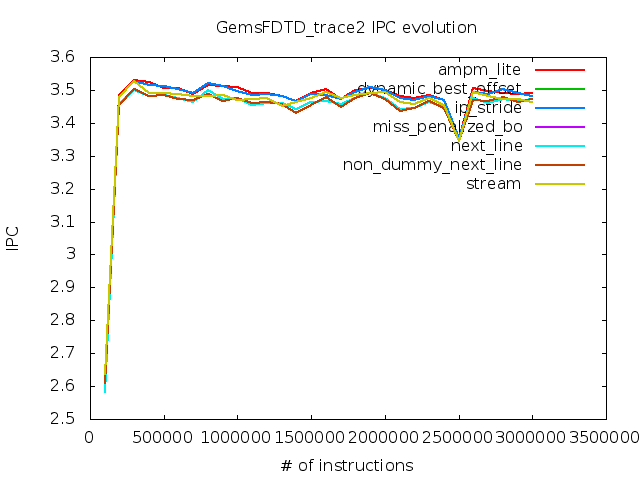 GemsFDTD_trace2 IPC evolution
3.6
3.5
3.4
3.3
3.2
3.1
3
2.9
2.8
2.7
2.6
2.5
IPC
ampm_lite
dynamic_best_offset
ip_stride
miss_penalized_bo
next_line
non_dummy_next_line
stream
0 500000 1000000 1500000 2000000 2500000 3000000 3500000
# of instructions